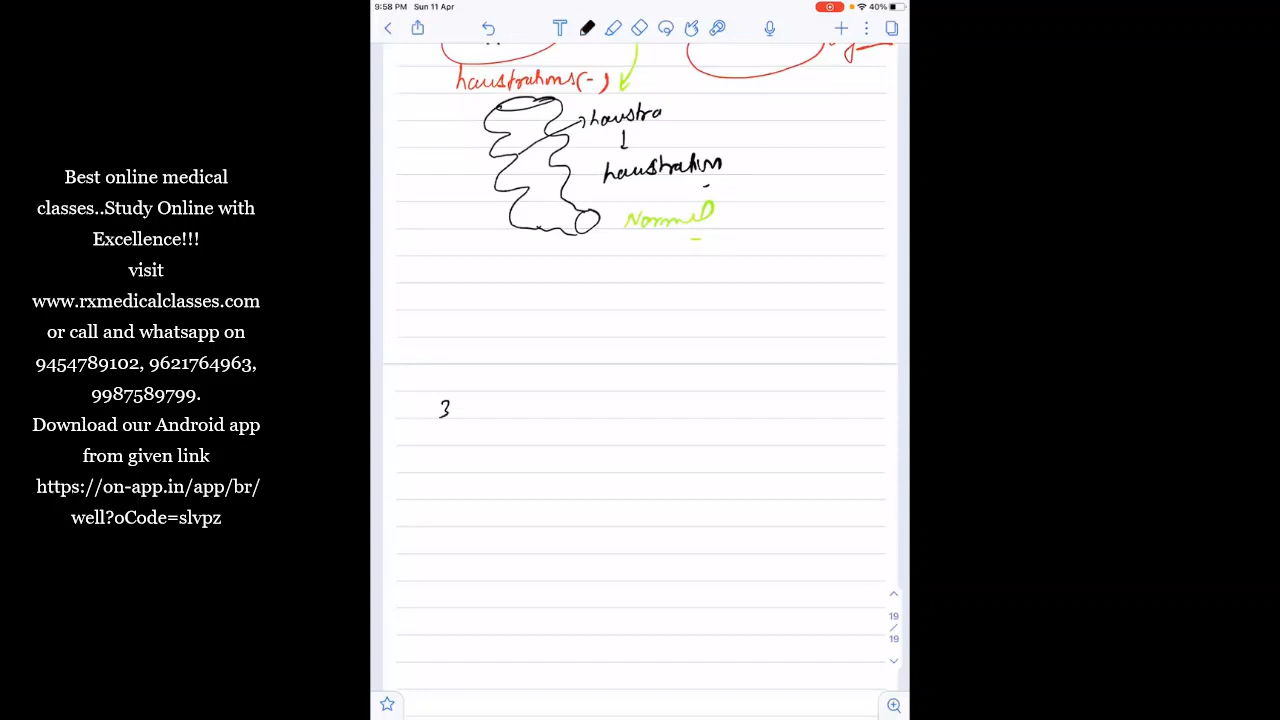 9:58 PM Sun 11 Apr
40%
haustrations(-)
haustra
haustration
Normal
Best online medical
classes..Study Online with
Excellence!!!
visit
www.rxmedicalclasses.com
or call and whatsapp on
9454789102, 9621764963,
9987589799.
Download our Android app
from given link
https://on-app.in/app/br/
well?oCode=slvpz
3
19
/
19